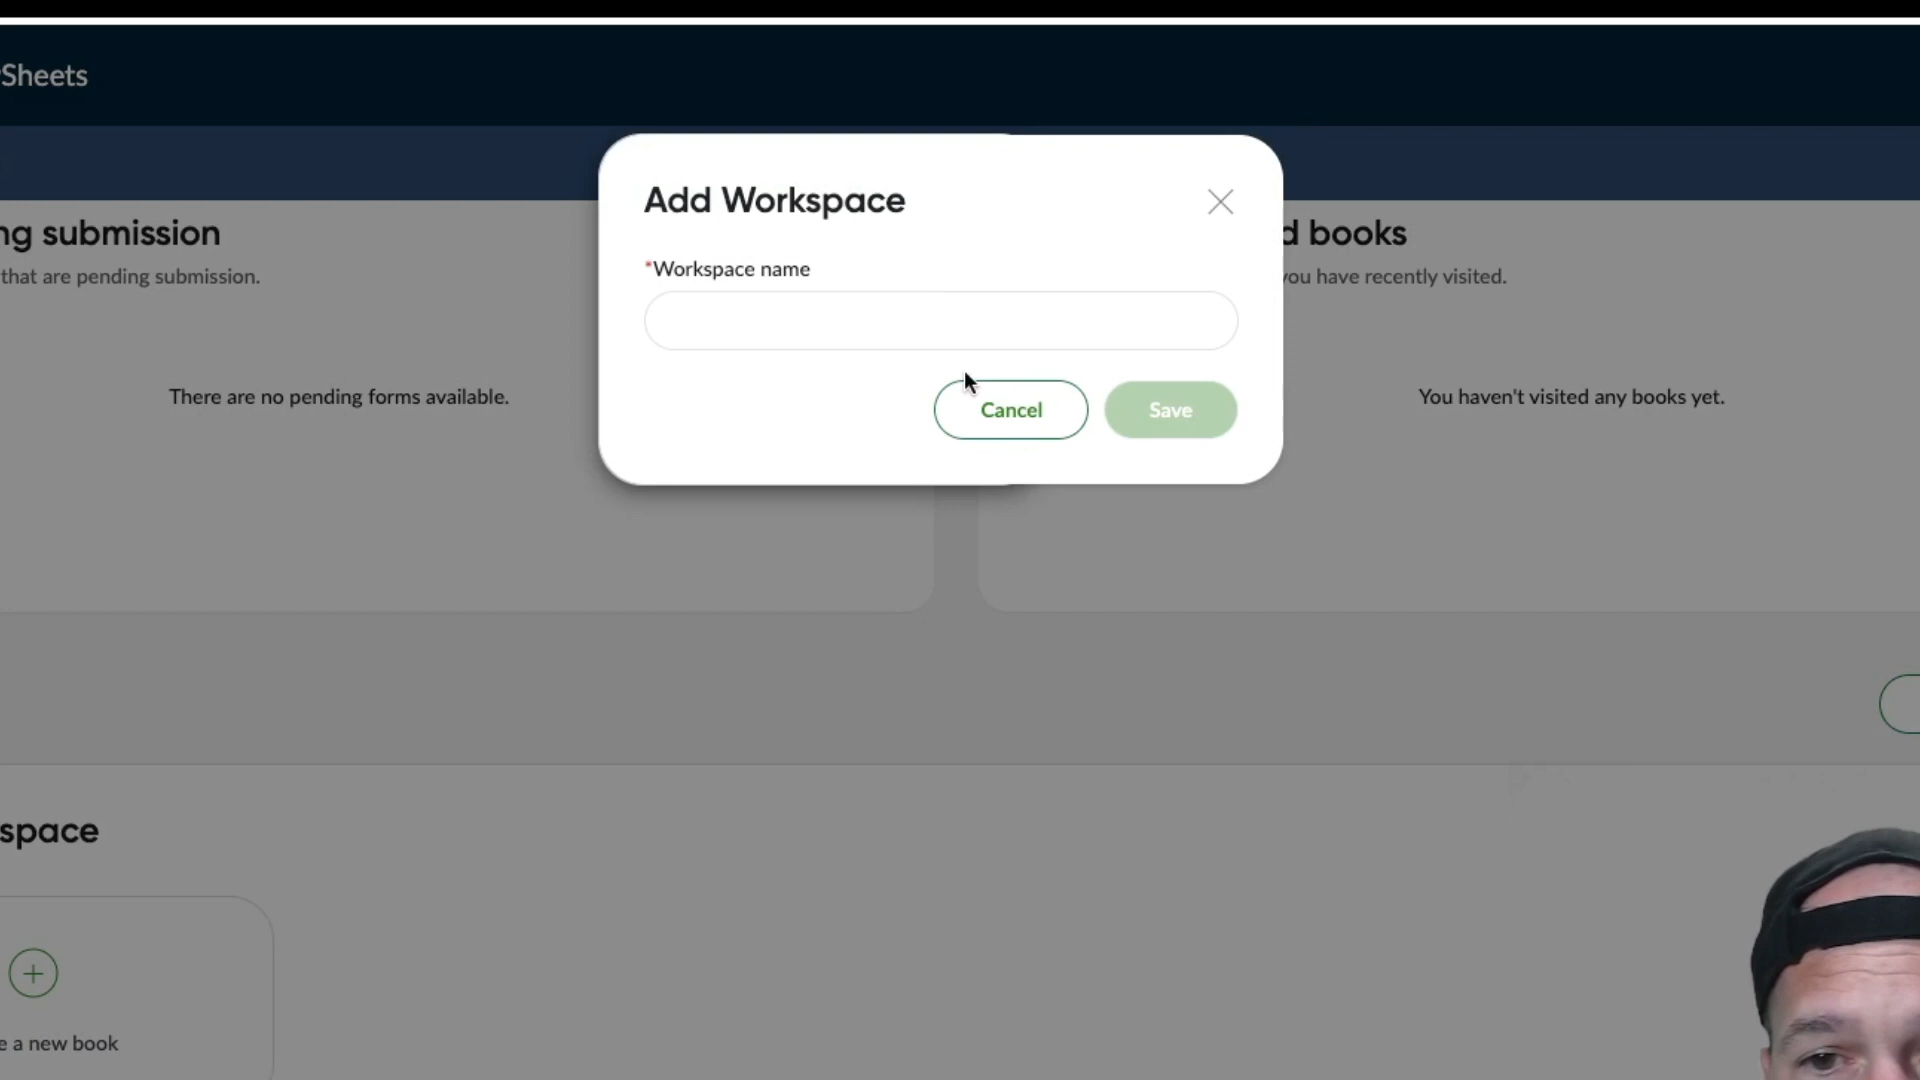 Sheets
Add Workspace
*Workspace name
Cancel
Save
ng submission
that are pending submission.
There are no pending forms available.
d books
you have recently visited.
You haven't visited any books yet.
space
e a new book